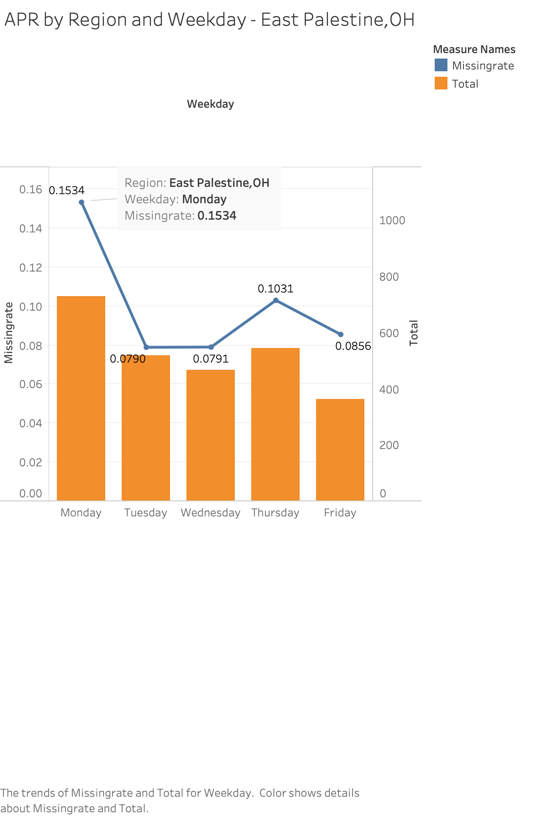 APR by Region and Weekday - East Palestine,OH
Measure Names
Missingrate
Total
Weekday
Region: East Palestine,OH
Weekday: Monday
Missingrate: 0.1534
0.1534
0.0790
0.0791
0.1031
0.0856
Missingrate
0.16
0.14
0.12
0.10
0.08
0.06
0.04
0.02
0.00
Total
1000
800
600
400
200
0
Monday Tuesday Wednesday Thursday Friday
The trends of Missingrate and Total for Weekday. Color shows details
about Missingrate and Total.